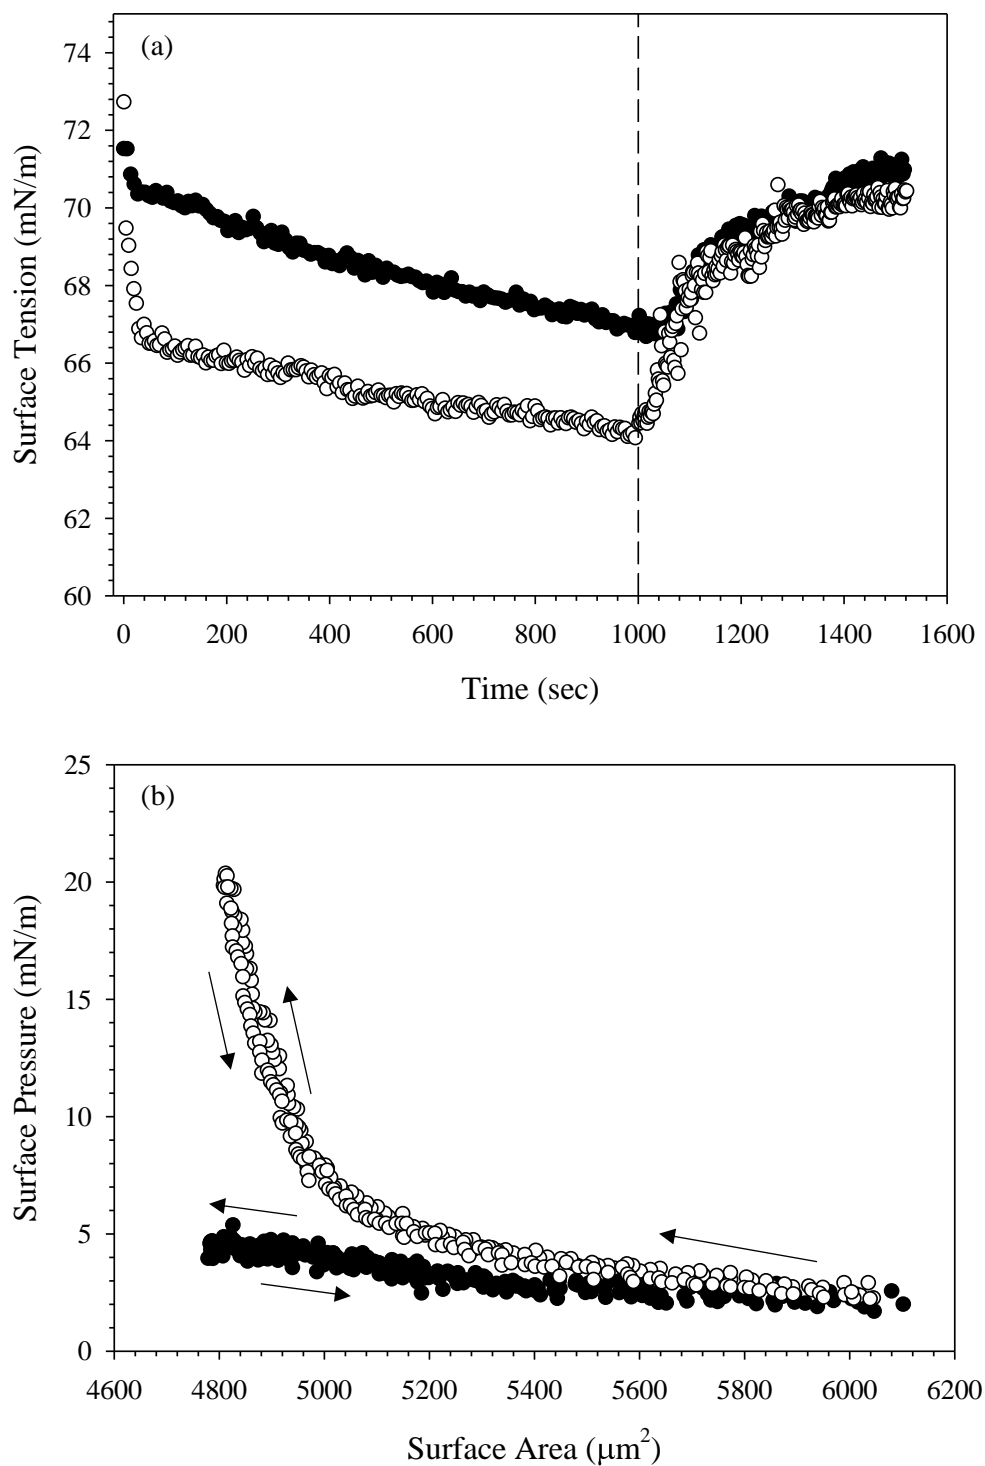 (a)
74
72
70
68
66
64
62
60
Surface Tension (mN/m)
0 200 400 600 800 1000 1200 1400 1600
Time (sec)
(b)
25
20
15
10
5
0
Surface Pressure (mN/m)
4600 4800 5000 5200 5400 5600 5800 6000 6200
Surface Area (μm²)